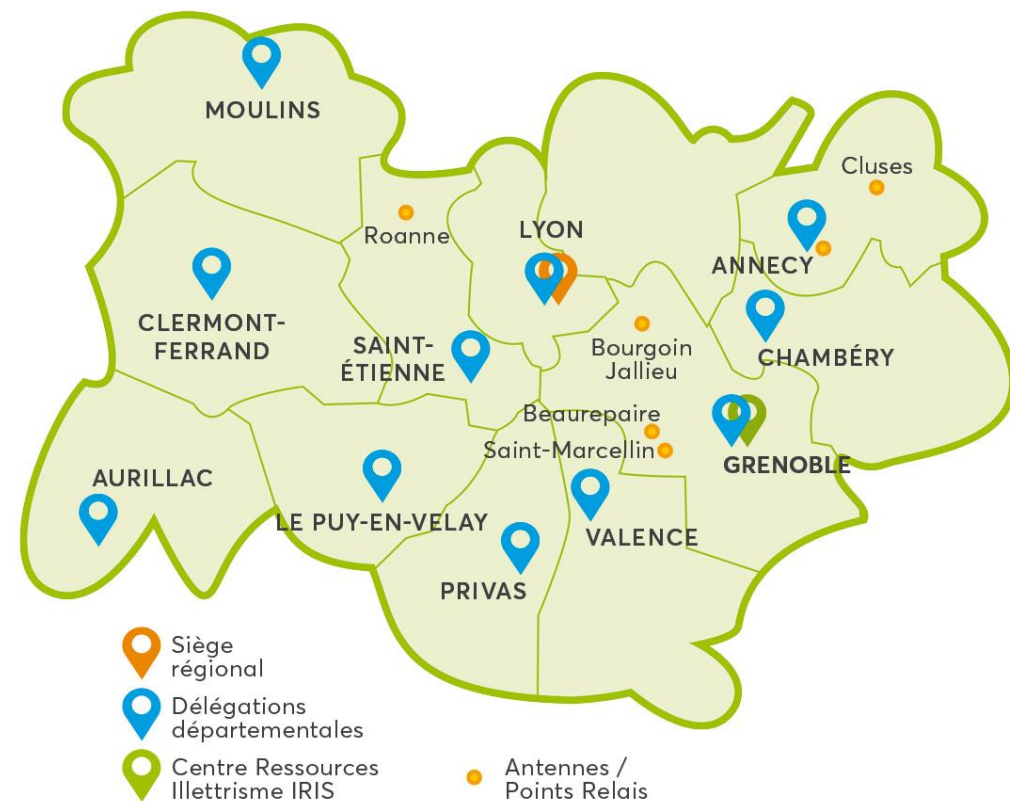 MOULINS
Cluses
Roanne
LYON
ANNECY
CLERMONT-
FERRAND
SAINT-
ÉTIENNE
Bourgoin
Jallieu
CHAMBÉRY
Beaurepaire
Saint-Marcellin
GRENOBLE
AURILLAC
LE PUY-EN-VELAY
VALENCE
PRIVAS
Siège
régional
Délégations
départementales
Centre Ressources
Illettrisme IRIS
Antennes /
Points Relais